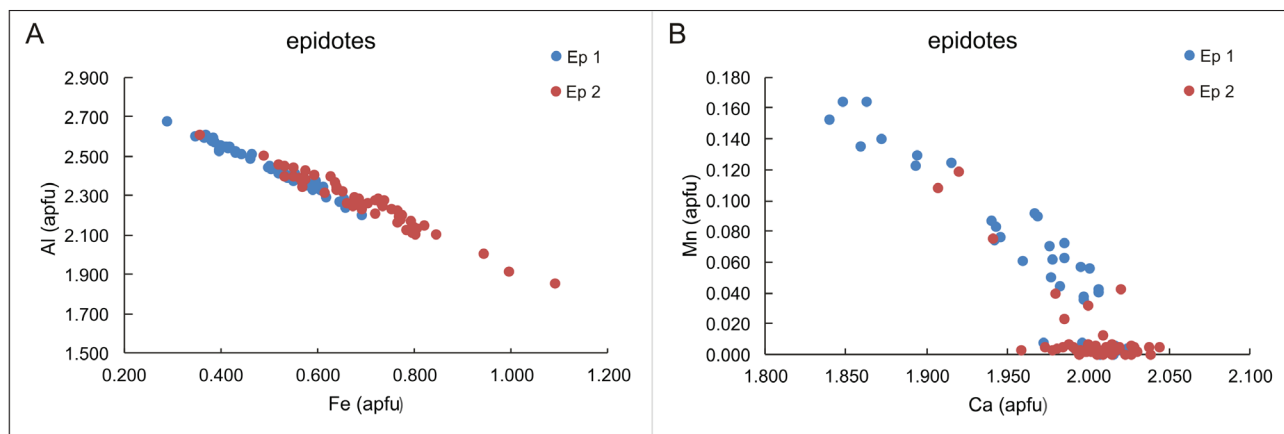 A
epidotes
Ep 1
Ep 2
2.900
2.700
2.500
2.300
2.100
1.900
1.700
1.500
Al (apfu)
0.200 0.400 0.600 0.800 1.000 1.200
Fe (apfu)
B
epidotes
Ep 1
Ep 2
0.180
0.160
0.140
0.120
0.100
0.080
0.060
0.040
0.020
0.000
Mn (apfu)
1.800 1.850 1.900 1.950 2.000 2.050 2.100
Ca (apfu)